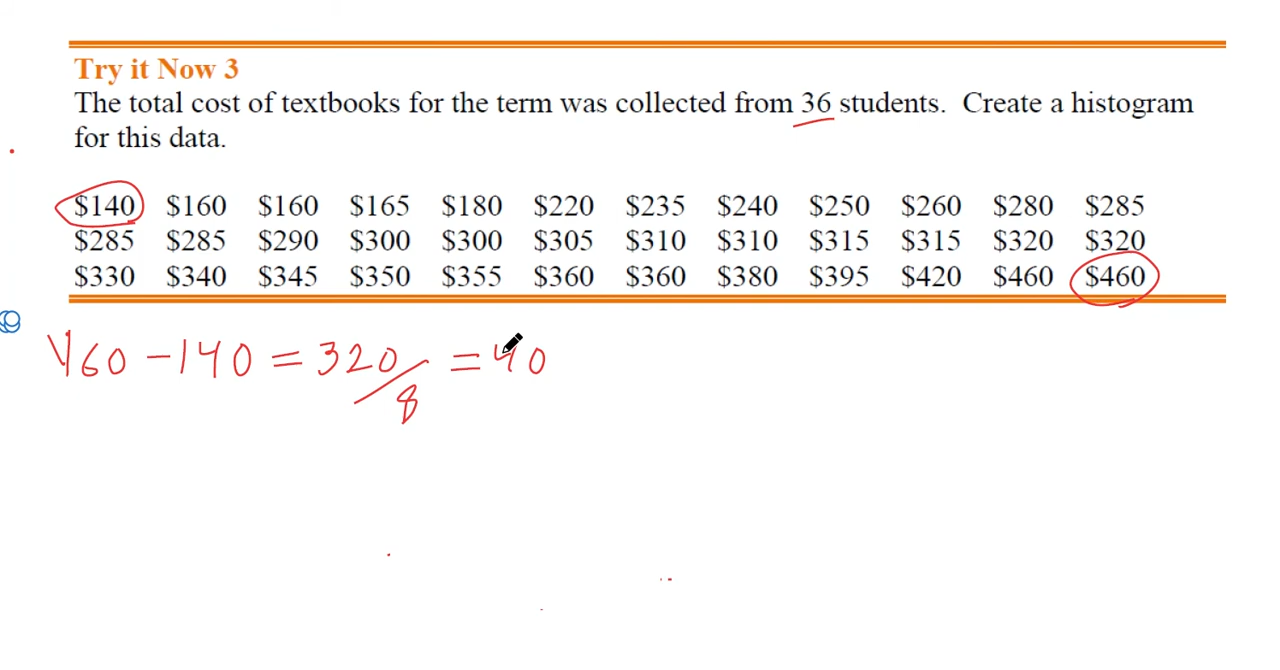 Try it Now 3
The total cost of textbooks for the term was collected from 36 students. Create a histogram
for this data.
$140 $160 $160 $165 $180 $220 $235 $240 $250 $260 $280 $285
$285 $285 $290 $300 $300 $305 $310 $310 $315 $315 $320 $320
$330 $340 $345 $350 $355 $360 $360 $380 $395 $420 $460 $460
460 - 140 = 320/8 = 40